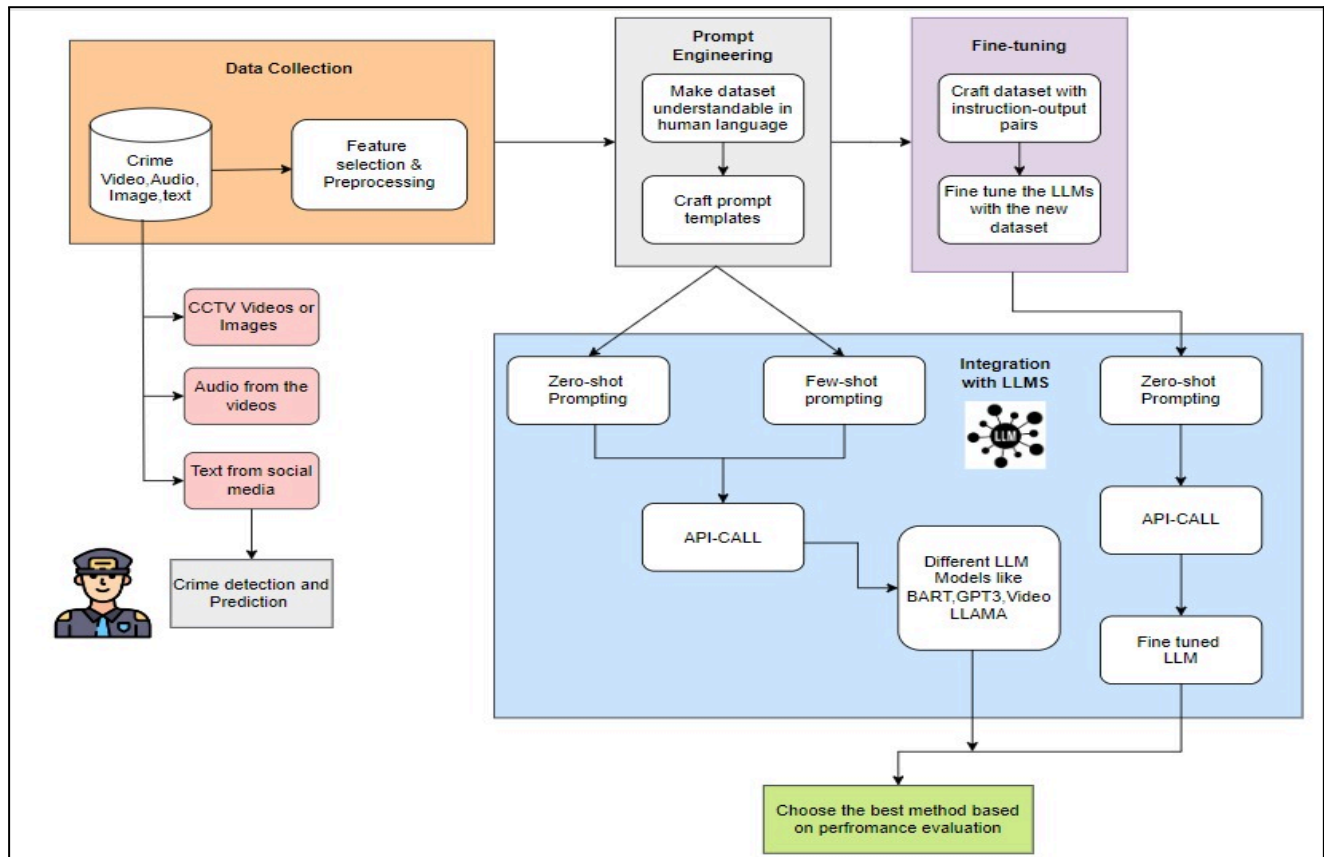 Data Collection
Crime
Video,Audio,
Image,text
Feature
selection &
Preprocessing
CCTV Videos or
Images
Audio from the
videos
Text from social
media
Crime detection and
Prediction
Prompt
Engineering
Make dataset
understandable in
human language
Craft prompt
templates
Fine-tuning
Craft dataset with
instruction-output
pairs
Fine tune the LLMs
with the new
dataset
Integration
with LLMS
LLM
Zero-shot
Prompting
Few-shot
prompting
API-CALL
Different LLM
Models like
BART,GPT3,Video
LLAMA
Zero-shot
Prompting
API-CALL
Fine tuned
LLM
Choose the best method based
on perfromance evaluation